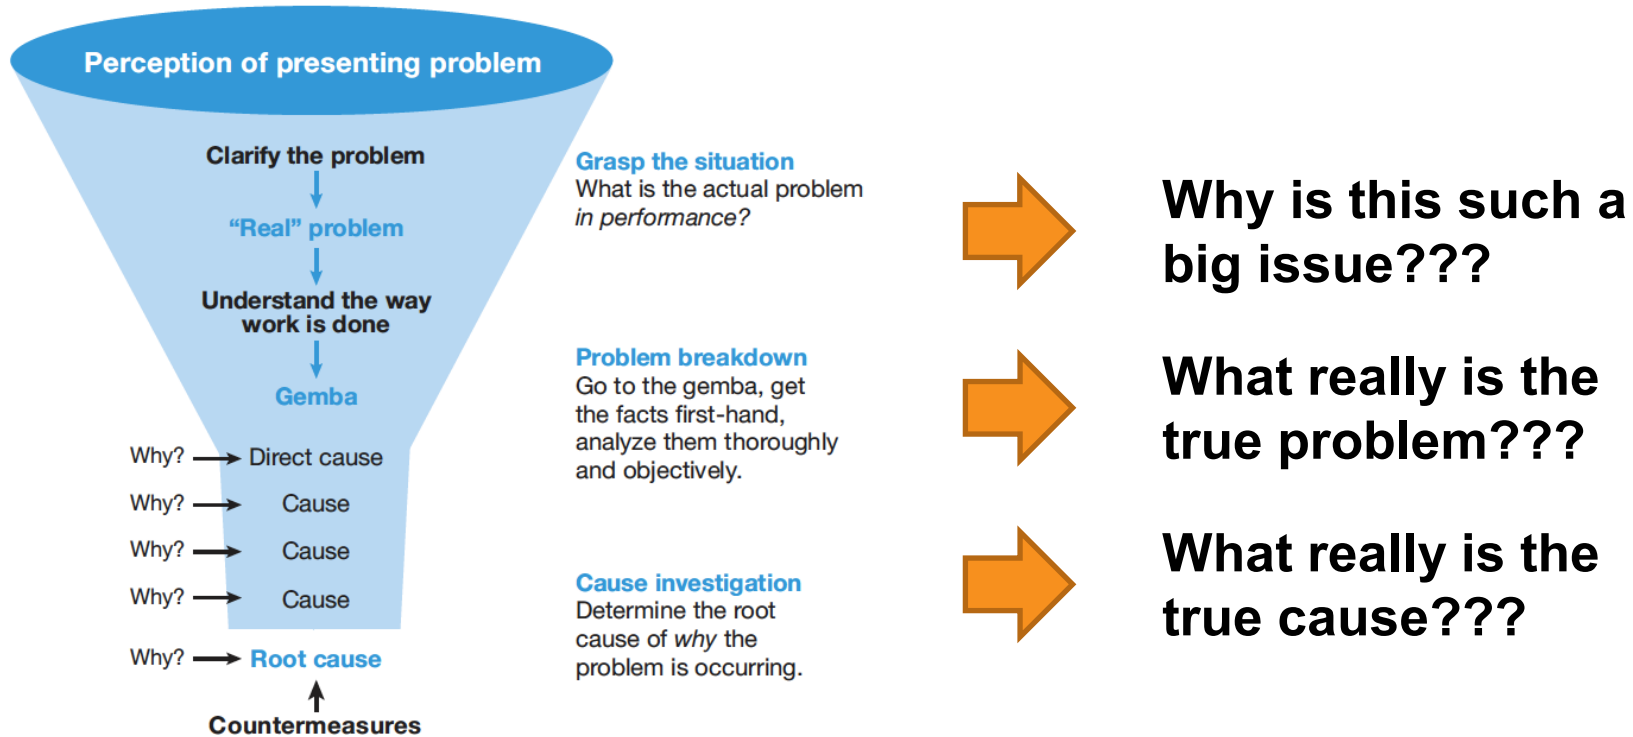 Perception of presenting problem
Clarify the problem
“Real” problem
Understand the way
work is done
Gemba
Why?
Direct cause
Why?
Cause
Why?
Cause
Why?
Cause
Why?
Root cause
Countermeasures
Grasp the situation
What is the actual problem
in performance?
Problem breakdown
Go to the gemba, get
the facts first-hand,
analyze them thoroughly
and objectively.
Cause investigation
Determine the root
cause of why the
problem is occurring.
Why is this such a
big issue???
What really is the
true problem???
What really is the
true cause???